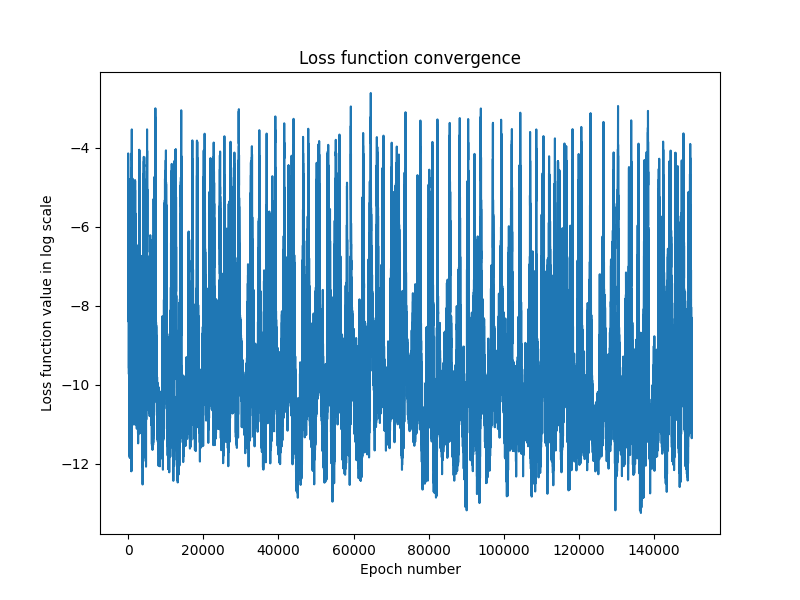 Loss function convergence
Loss function value in log scale
−4
−6
−8
−10
−12
0 20000 40000 60000 80000 100000 120000 140000
Epoch number